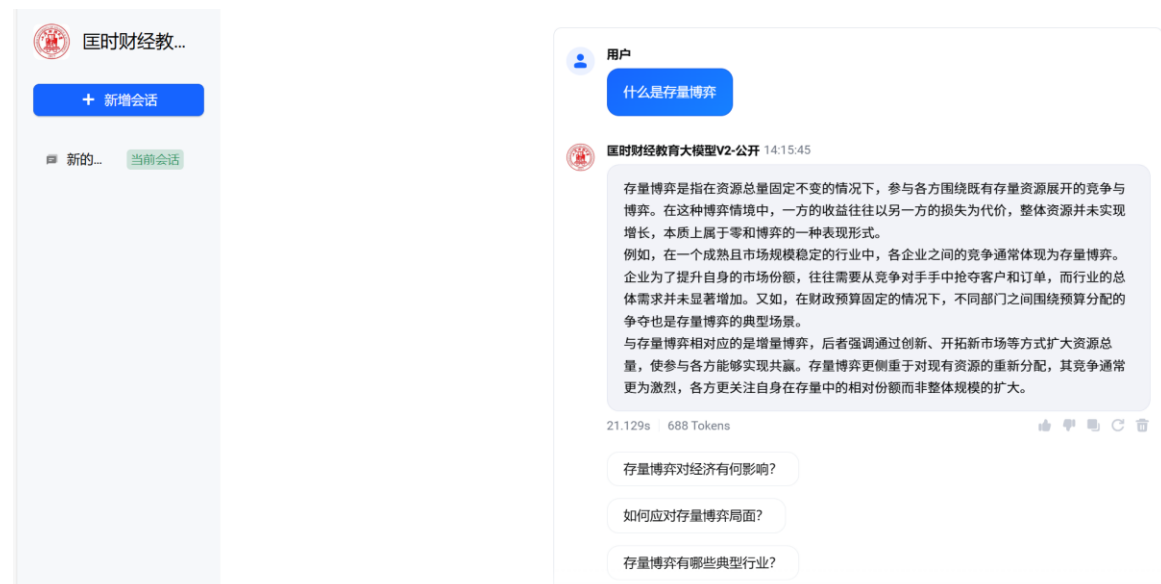 匡时财经教...
+ 新增会话
新的... 当前会话
用户
什么是存量博弈
匡时财经教育大模型V2-公开 14:15:45
存量博弈是指在资源总量固定不变的情况下，参与各方围绕既有存量资源展开的竞争与
博弈。在这种博弈情境中，一方的收益往往以另一方的损失为代价，整体资源并未实现
增长，本质上属于零和博弈的一种表现形式。
例如，在一个成熟且市场规模稳定的行业中，各企业之间的竞争通常体现为存量博弈。
企业为了提升自身的市场份额，往往需要从竞争对手手中抢夺客户和订单，而行业的总
体需求并未显著增加。又如，在财政预算固定的情况下，不同部门之间围绕预算分配的
争夺也是存量博弈的典型场景。
与存量博弈相对应的是增量博弈，后者强调通过创新、开拓新市场等方式扩大资源总
量，使参与各方能够实现共赢。存量博弈更侧重于对现有资源的重新分配，其竞争通常
更为激烈，各方更关注自身在存量中的相对份额而非整体规模的扩大。
21.129s 688 Tokens
存量博弈对经济有何影响？
如何应对存量博弈局面？
存量博弈有哪些典型行业？